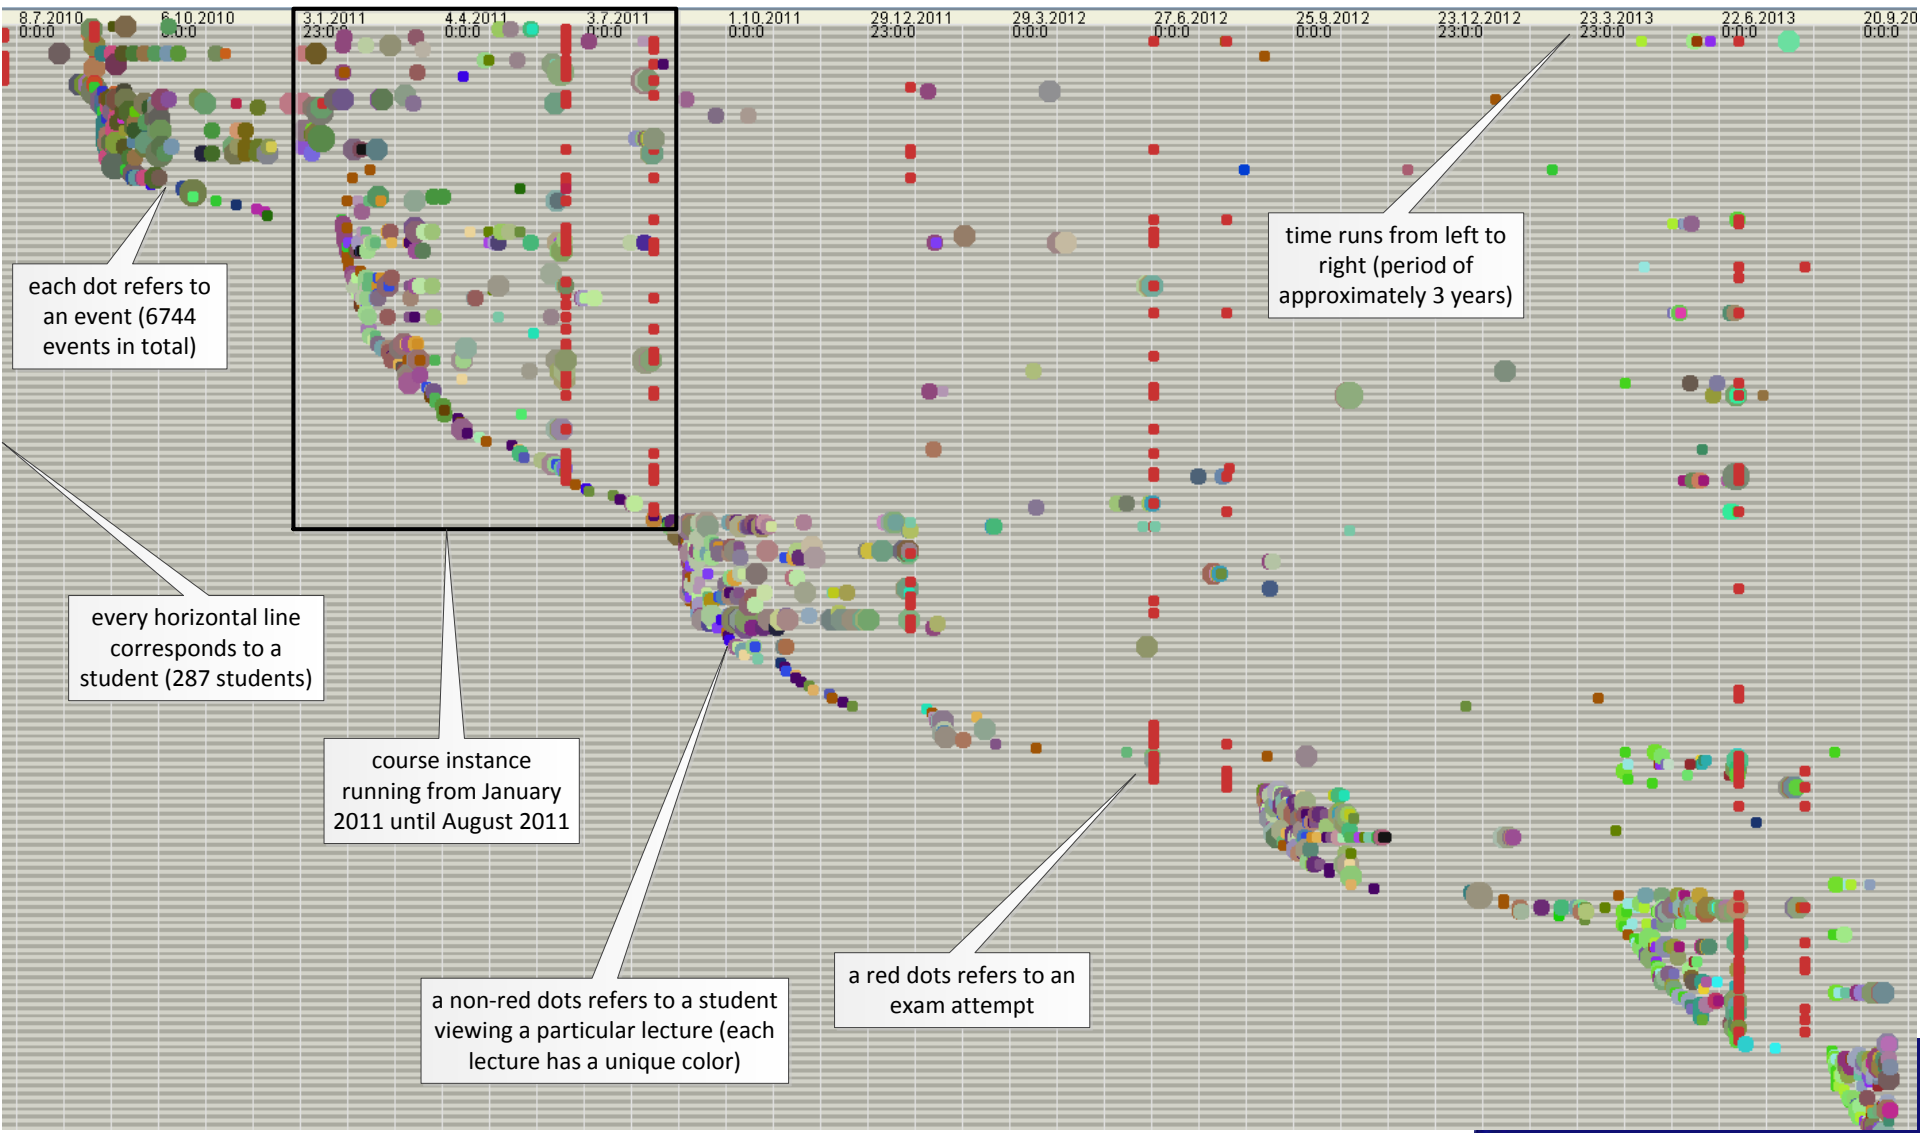 8.7.2010 6.10.2010 3.1.2011 4.4.2011 3.7.2011 1.10.2011 29.12.2011 29.3.2012 27.6.2012 25.9.2012 23.12.2012 23.3.2013 22.6.2013 20.9.20
0:0:0 0:0:0 23:0:0 0:0:0 0:0:0 0:0:0 23:0:0 0:0:0 0:0:0 0:0:0 23:0:0 23:0:0 0:0:0 0:0:0
time runs from left to
right (period of
approximately 3 years)
each dot refers to
an event (6744
events in total)
every horizontal line
corresponds to a
student (287 students)
course instance
running from January
2011 until August 2011
a non-red dots refers to a student
viewing a particular lecture (each
lecture has a unique color)
a red dots refers to an
exam attempt